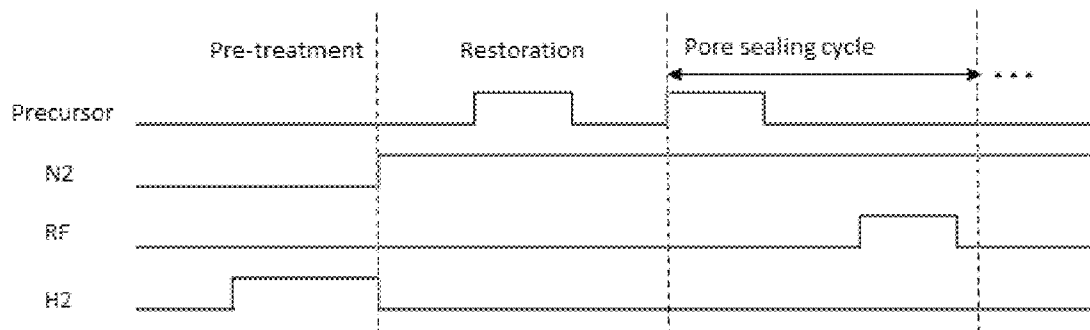 Pre-treatment Restoration Pore sealing cycle
...
Precursor
N2
RF
H2